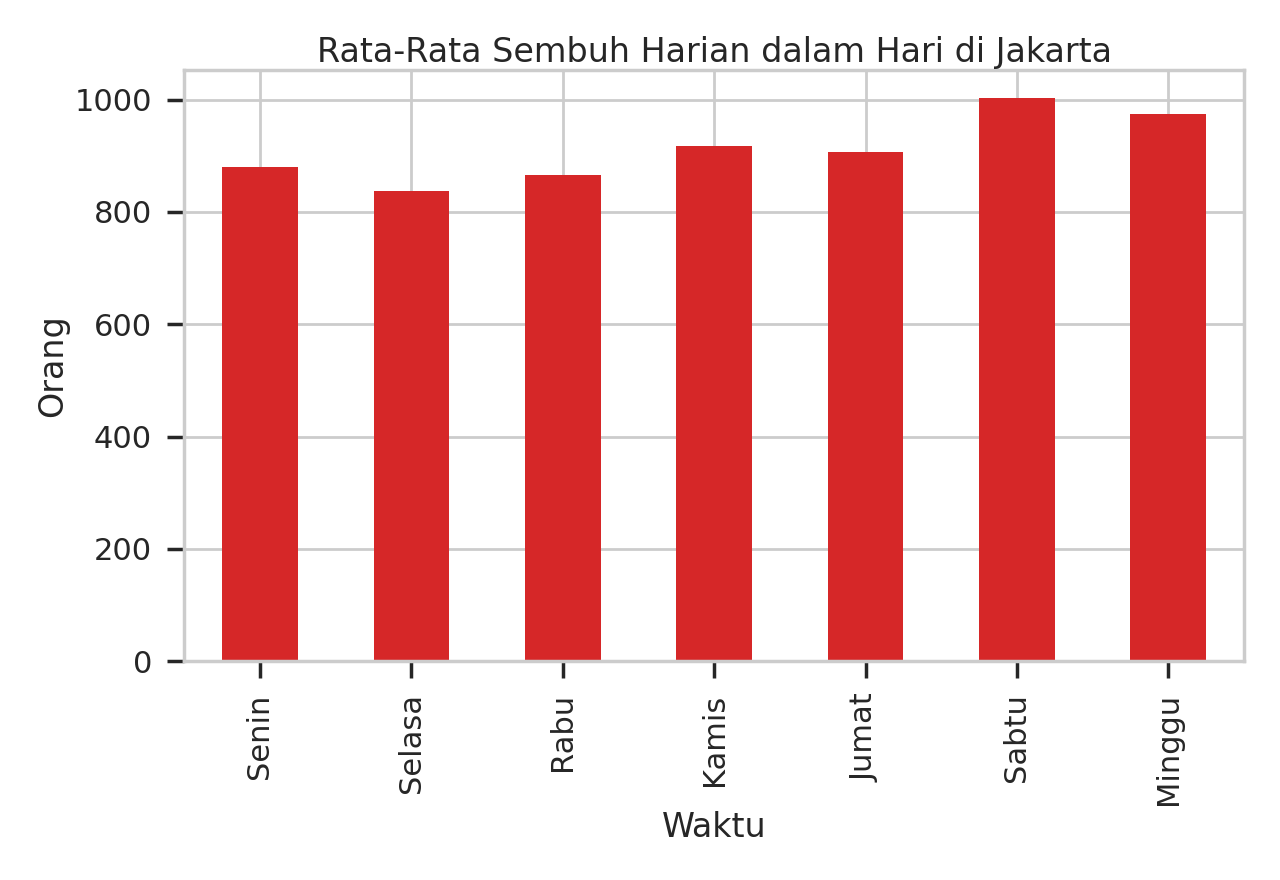 Rata-Rata Sembuh Harian dalam Hari di Jakarta
1000
800
600
400
200
0
Orang
Senin
Selasa
Rabu
Kamis
Jumat
Sabtu
Minggu
Waktu